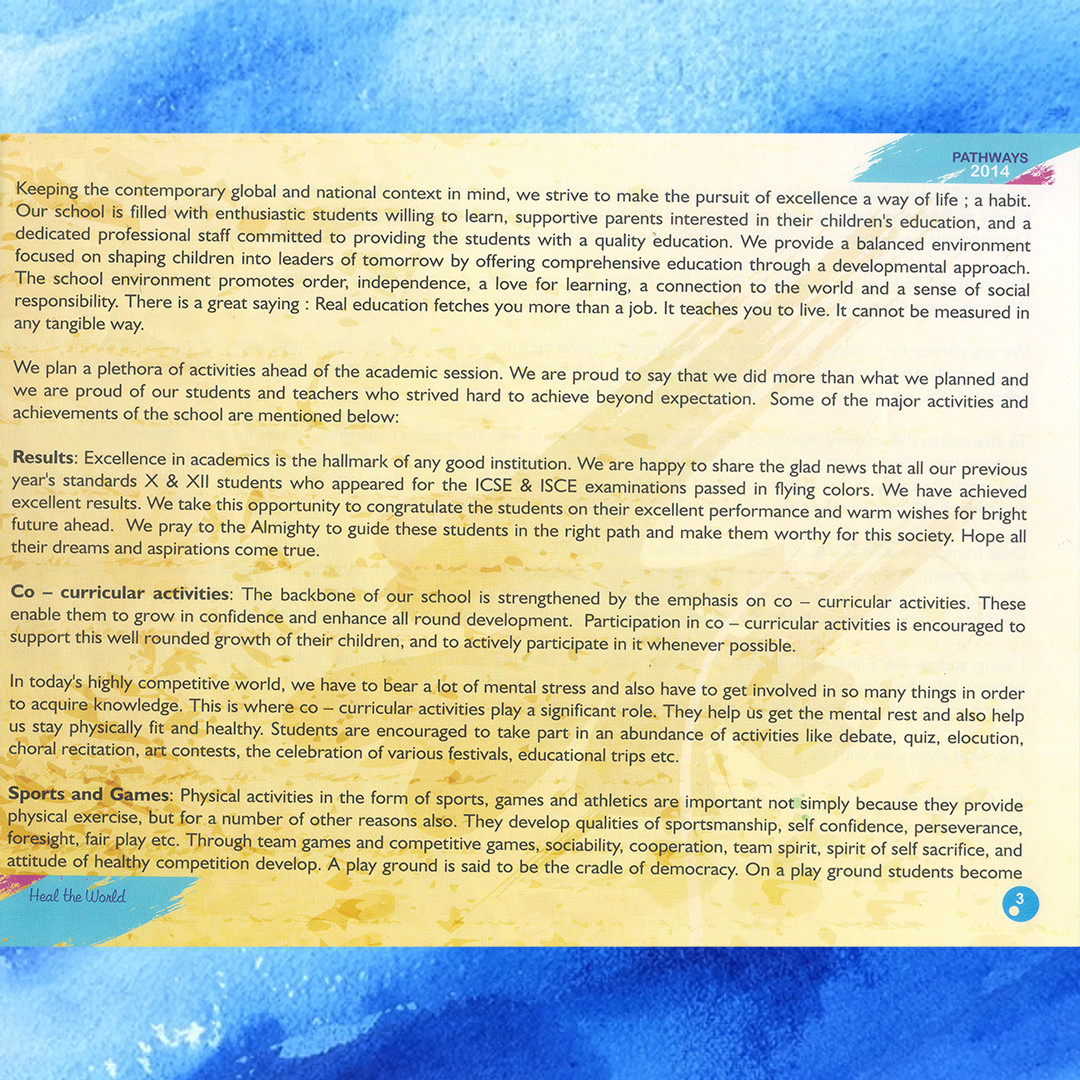 PATHWAYS
2014
Keeping the contemporary global and national context in mind, we strive to make the pursuit of excellence a way of life ; a habit.
Our school is filled with enthusiastic students willing to learn, supportive parents interested in their children's education, and a
dedicated professional staff committed to providing the students with a quality education. We provide a balanced environment
focused on shaping children into leaders of tomorrow by offering comprehensive education through a developmental approach.
The school environment promotes order, independence, a love for learning, a connection to the world and a sense of social
responsibility. There is a great saying : Real education fetches you more than a job. It teaches you to live. It cannot be measured in
any tangible way.
We plan a plethora of activities ahead of the academic session. We are proud to say that we did more than what we planned and
we are proud of our students and teachers who strived hard to achieve beyond expectation. Some of the major activities and
achievements of the school are mentioned below:
Results: Excellence in academics is the hallmark of any good institution. We are happy to share the glad news that all our previous
year's standards X & XII students who appeared for the ICSE & ISCE examinations passed in flying colors. We have achieved
excellent results. We take this opportunity to congratulate the students on their excellent performance and warm wishes for bright
future ahead. We pray to the Almighty to guide these students in the right path and make them worthy for this society. Hope all
their dreams and aspirations come true.
Co – curricular activities: The backbone of our school is strengthened by the emphasis on co – curricular activities. These
enable them to grow in confidence and enhance all round development. Participation in co – curricular activities is encouraged to
support this well rounded growth of their children, and to actively participate in it whenever possible.
In today's highly competitive world, we have to bear a lot of mental stress and also have to get involved in so many things in order
to acquire knowledge. This is where co – curricular activities play a significant role. They help us get the mental rest and also help
us stay physically fit and healthy. Students are encouraged to take part in an abundance of activities like debate, quiz, elocution,
choral recitation, art contests, the celebration of various festivals, educational trips etc.
Sports and Games: Physical activities in the form of sports, games and athletics are important not simply because they provide
physical exercise, but for a number of other reasons also. They develop qualities of sportsmanship, self confidence, perseverance,
foresight, fair play etc. Through team games and competitive games, sociability, cooperation, team spirit, spirit of self sacrifice, and
attitude of healthy competition develop. A play ground is said to be the cradle of democracy. On a play ground students become
Heal the World
3